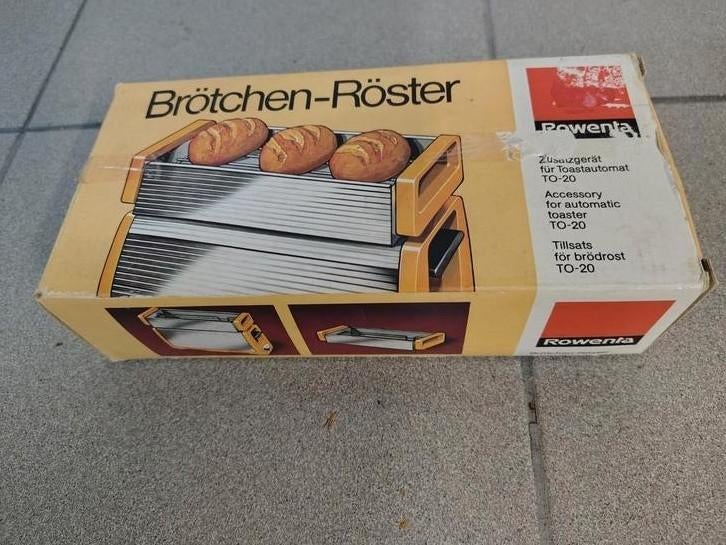 Brötchen-Röster
Rowenta
Zusatzgerät
für Toastautomat
TO-20
Accessory
for automatic
toaster
TO-20
Tillsats
för brödrost
TO-20
Rowenta